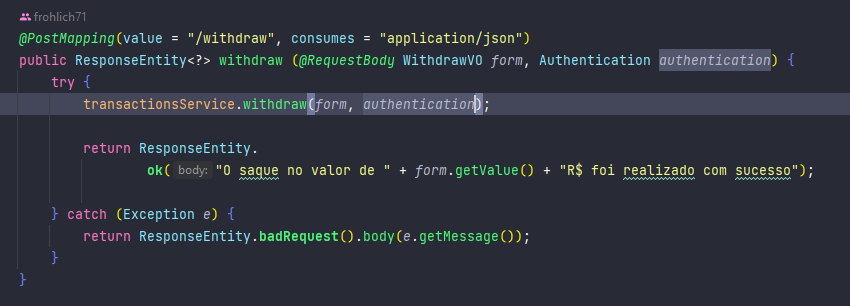 frohlich71
@PostMapping(value = "/withdraw", consumes = "application/json")
public ResponseEntity<?> withdraw (@RequestBody WithdrawVO form, Authentication authentication) {
try {
transactionsService.withdraw(form, authentication);
return ResponseEntity.
ok( body: "O saque no valor de " + form.getValue() + "R$ foi realizado com sucesso");
} catch (Exception e) {
return ResponseEntity.badRequest().body(e.getMessage());
}
}